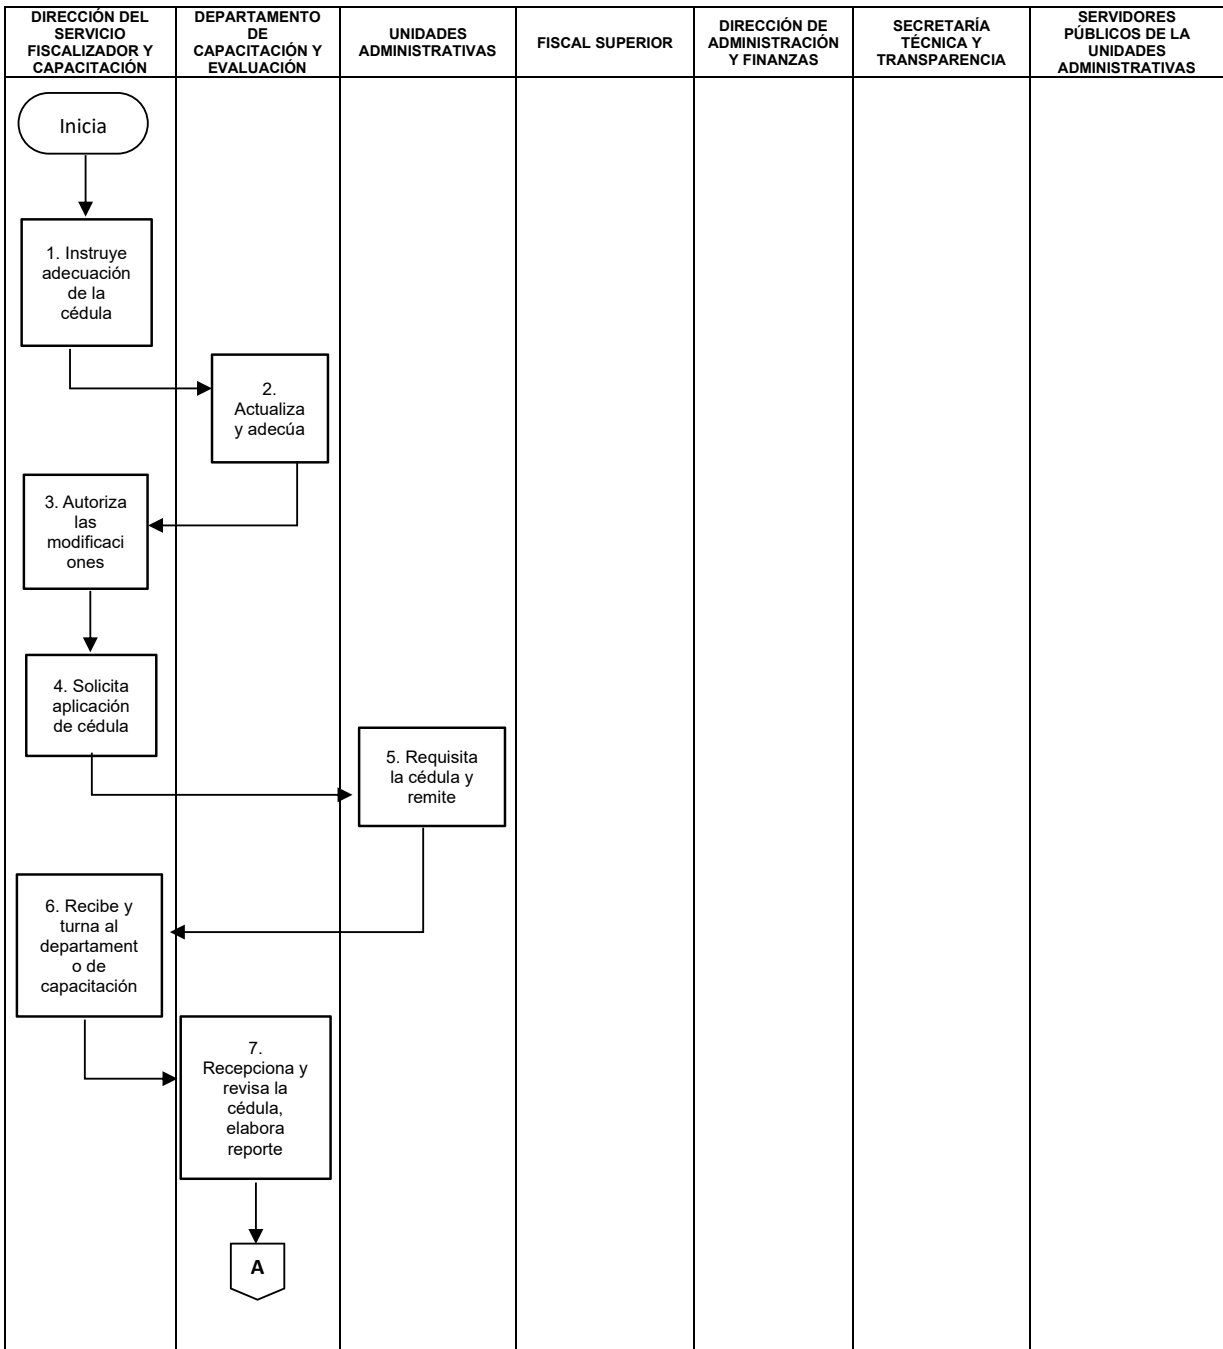 DIRECCIÓN DEL
SERVICIO
FISCALIZADOR Y
CAPACITACIÓN
DEPARTAMENTO
DE
CAPACITACIÓN Y
EVALUACIÓN
UNIDADES
ADMINISTRATIVAS
FISCAL SUPERIOR
DIRECCIÓN DE
ADMINISTRACIÓN
Y FINANZAS
SECRETARÍA
TÉCNICA Y
TRANSPARENCIA
SERVIDORES
PÚBLICOS DE LA
UNIDADES
ADMINISTRATIVAS
Inicia
1. Instruye
adecuación
de la
cédula
2.
Actualiza
y adecúa
3. Autoriza
las
modificaci
ones
4. Solicita
aplicación
de cédula
5. Requisita
la cédula y
remite
6. Recibe y
turna al
departament
o de
capacitación
7.
Recepciona y
revisa la
cédula,
elabora
reporte
A